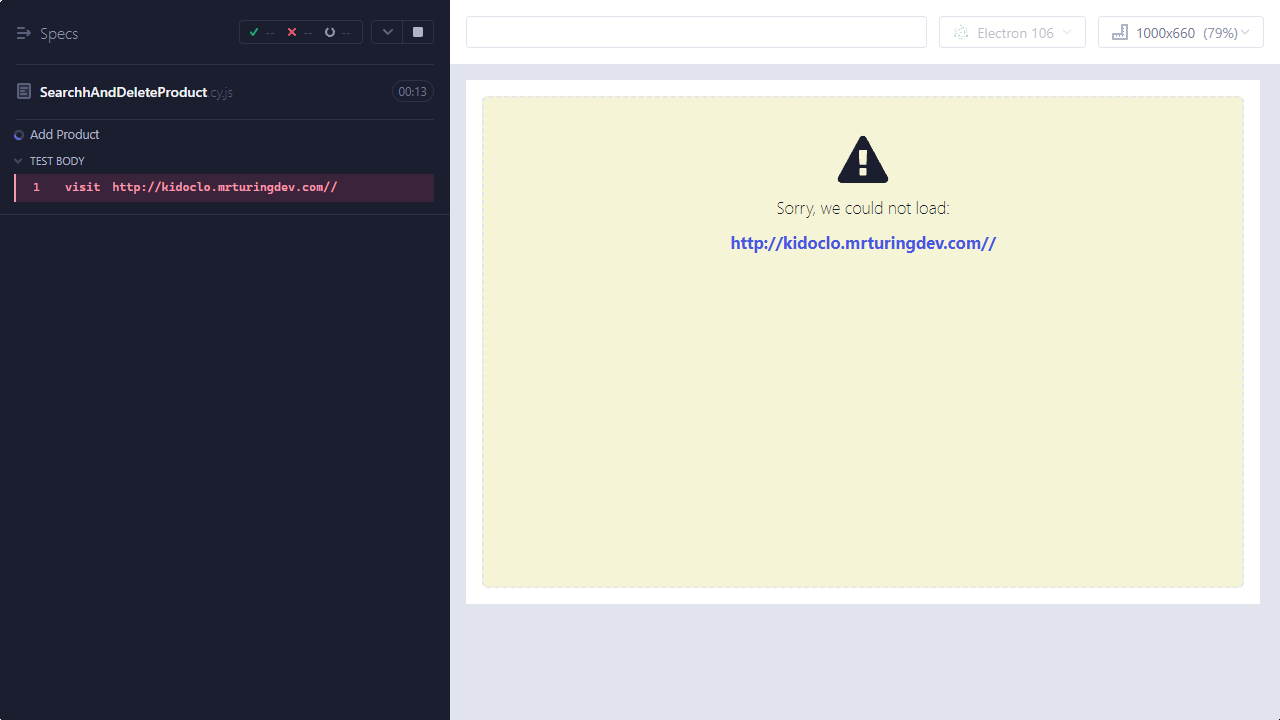 Specs
-- -- --
SearchhAndDeleteProduct cy.js
00:13
Add Product
TEST BODY
1 visit http://kidoclo.mrturingdev.com//
Electron 106
1000x660 (79%)
Sorry, we could not load:
http://kidoclo.mrturingdev.com//